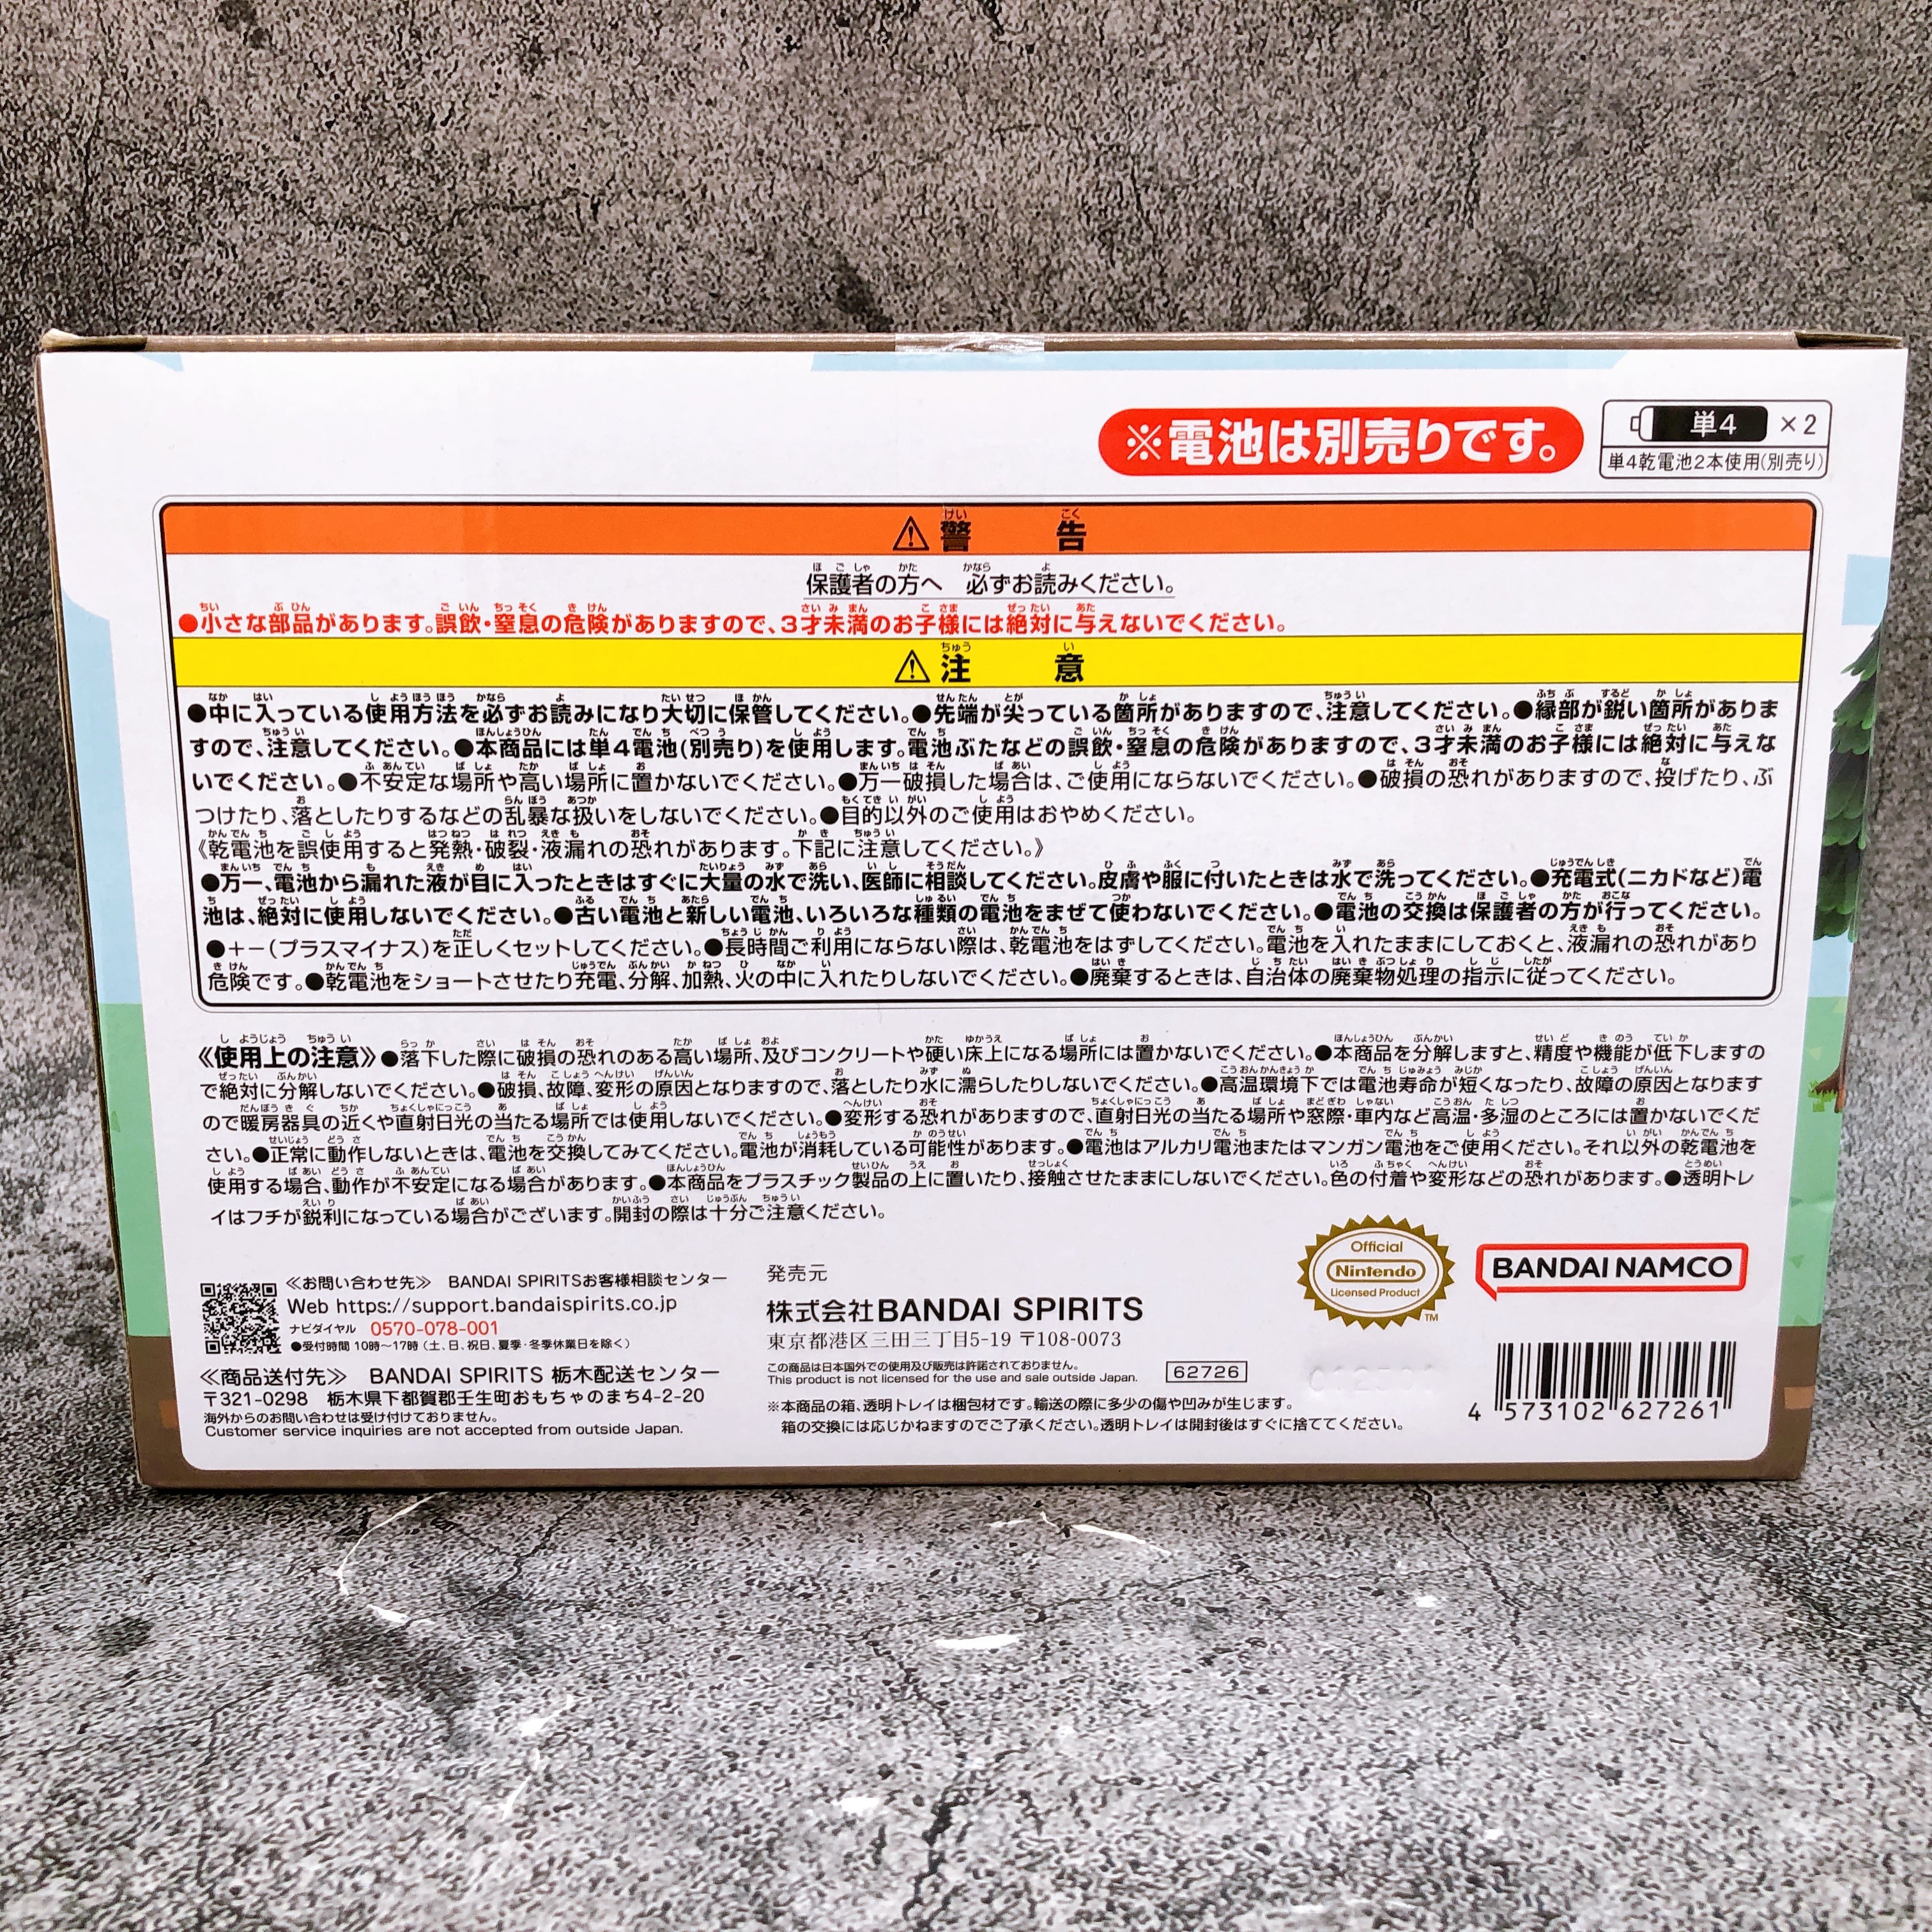 ※電池は別売りです。
単4 ×2
単4乾電池2本使用(別売り)
⚠警告
保護者の方へ 必ずお読みください。
●小さな部品があります。誤飲・窒息の危険がありますので、3才未満のお子様には絶対に与えないでください。
⚠注意
●中に入っている使用方法を必ずお読みになり大切に保管してください。●先端が尖っている箇所がありますので、注意してください。●縁部が鋭い箇所がありま
すので、注意してください。●本商品には単4電池(別売り)を使用します。電池ぶたなどの誤飲・窒息の危険がありますので、3才未満のお子様には絶対に与えな
いでください。●不安定な場所や高い場所に置かないでください。●万一破損した場合は、ご使用にならないでください。●破損の恐れがありますので、投げたり、ぶ
つけたり、落としたりするなどの乱暴な扱いをしないでください。●目的以外のご使用はおやめください。
《乾電池を誤使用すると発熱・破裂・液漏れの恐れがあります。下記に注意してください。》
●万一、電池から漏れた液が目に入ったときはすぐに大量の水で洗い、医師に相談してください。皮膚や服に付いたときは水で洗ってください。●充電式(ニカドなど)電
池は、絶対に使用しないでください。●古い電池と新しい電池、いろいろな種類の電池をまぜて使わないでください。●電池の交換は保護者の方が行ってください。
●+−(プラスマイナス)を正しくセットしてください。●長時間ご利用にならない際は、乾電池をはずしてください。電池を入れたままにしておくと、液漏れの恐れがあり
危険です。●乾電池をショートさせたり充電、分解、加熱、火の中に入れたりしないでください。●廃棄するときは、自治体の廃棄物処理の指示に従ってください。
《使用上の注意》●落下した際に破損の恐れのある高い場所、及びコンクリートや硬い床上になる場所には置かないでください。●本商品を分解しますと、精度や機能が低下しますの
で絶対に分解しないでください。●破損、故障、変形の原因となりますので、落としたり水に濡らしたりしないでください。●高温環境下では電池寿命が短くなったり、故障の原因となります
ので暖房器具の近くや直射日光の当たる場所では使用しないでください。●変形する恐れがありますので、直射日光の当たる場所や窓際・車内など高温・多湿のところには置かないでくだ
さい。●正常に動作しないときは、電池を交換してみてください。電池が消耗している可能性があります。●電池はアルカリ電池またはマンガン電池をご使用ください。それ以外の乾電池を
使用する場合、動作が不安定になる場合があります。●本商品をプラスチック製品の上に置いたり、接触させたままにしないでください。色の付着や変形などの恐れがあります。●透明トレ
イはフチが鋭利になっている場合がございます。開封の際は十分ご注意ください。
≪お問い合わせ先≫ BANDAI SPIRITSお客様相談センター
Web https://support.bandaispirits.co.jp
ナビダイヤル 0570-078-001
●受付時間 10時〜17時(土、日、祝日、夏季・冬季休業日を除く)
≪商品送付先≫ BANDAI SPIRITS 栃木配送センター
〒321-0298 栃木県下都賀郡壬生町おもちゃのまち4-2-20
海外からのお問い合わせは受け付けておりません。
Customer service inquiries are not accepted from outside Japan.
発売元
株式会社BANDAI SPIRITS
東京都港区三田三丁目5-19 〒108-0073
この商品は日本国外での使用及び販売は許諾されておりません。
This product is not licensed for the use and sale outside Japan.
62726
※本商品の箱、透明トレイは梱包材です。輸送の際に多少の傷や凹みが生じます。
箱の交換には応じかねますのでご了承ください。透明トレイは開封後はすぐに捨ててください。
Official
Nintendo
Licensed Product
TM
BANDAI NAMCO
4 573102 627261